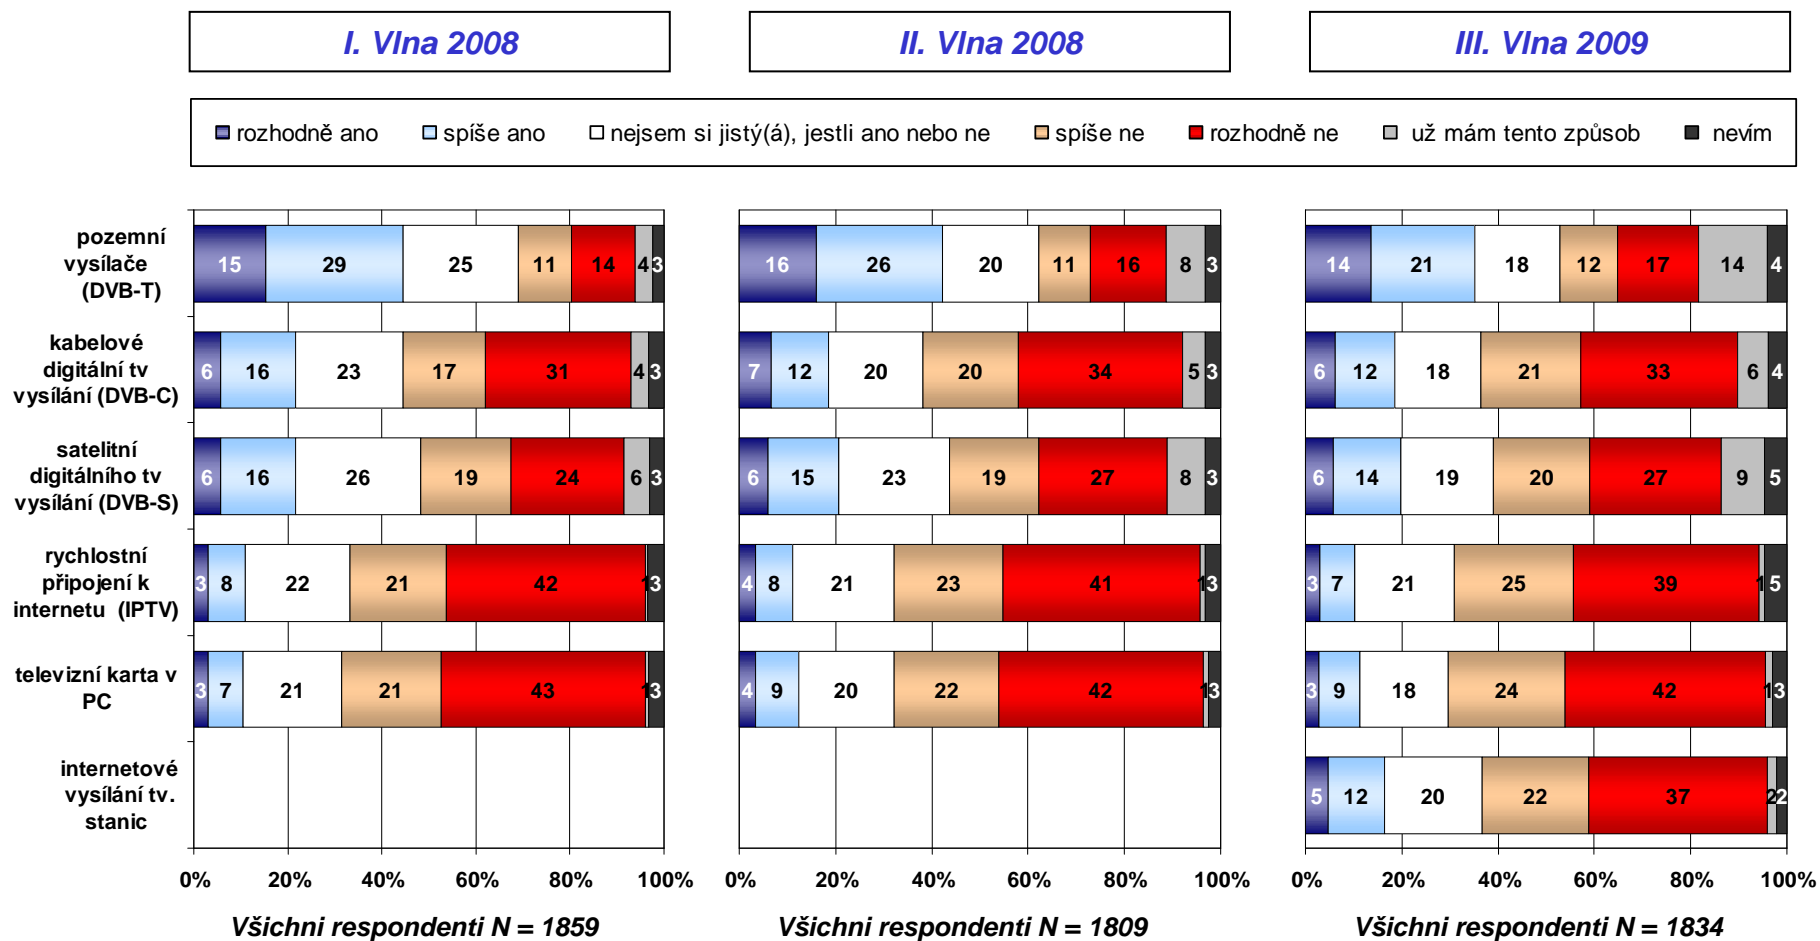 I. Vlna 2008
II. Vlna 2008
III. Vlna 2009
rozhodně ano spíše ano nejsem si jistý(á), jestli ano nebo ne spíše ne rozhodně ne už mám tento způsob nevím
pozemní
vysílače
(DVB-T)
15 29 25 11 14 4 3
16 26 20 11 16 8 3
14 21 18 12 17 14 4
kabelové
digitální tv
vysílání (DVB-C)
6 16 23 17 31 4 3
7 12 20 20 34 5 3
6 12 18 21 33 6 4
satelitní
digitálního tv
vysílání (DVB-S)
6 16 26 19 24 6 3
6 15 23 19 27 8 3
6 14 19 20 27 9 5
rychlostní
připojení k
internetu (IPTV)
3 8 22 21 42 1 3
4 8 21 23 41 1 3
3 7 21 25 39 1 5
televizní karta v
PC
3 7 21 21 43 1 3
4 9 20 22 42 1 3
3 9 18 24 42 1 3
internetové
vysílání tv.
stanic
5 12 20 22 37 2 2
0% 20% 40% 60% 80% 100%
0% 20% 40% 60% 80% 100%
0% 20% 40% 60% 80% 100%
Všichni respondenti N = 1859
Všichni respondenti N = 1809
Všichni respondenti N = 1834